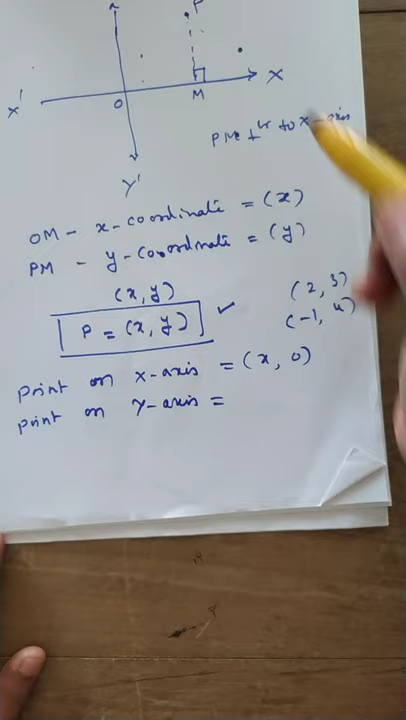 P
X'
O
M
X
PM ⊥ʳ to X-axis
Y'
OM - x-coordinate = (x)
PM - y-coordinate = (y)
(x, y)
(2, 3)
P = (x, y) ✓
(-1, 4)
point on X-axis = (x, 0)
point on Y-axis =